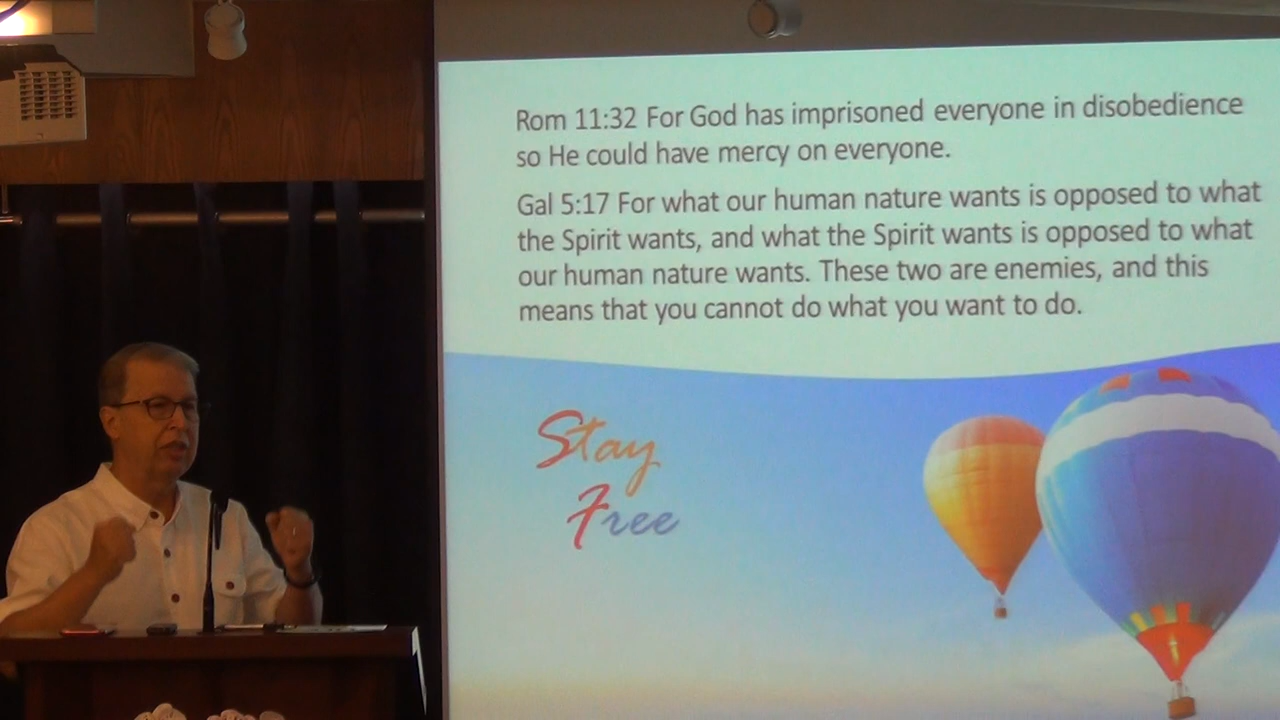 Rom 11:32 For God has imprisoned everyone in disobedience
so He could have mercy on everyone.
Gal 5:17 For what our human nature wants is opposed to what
the Spirit wants, and what the Spirit wants is opposed to what
our human nature wants. These two are enemies, and this
means that you cannot do what you want to do.
Stay
Free